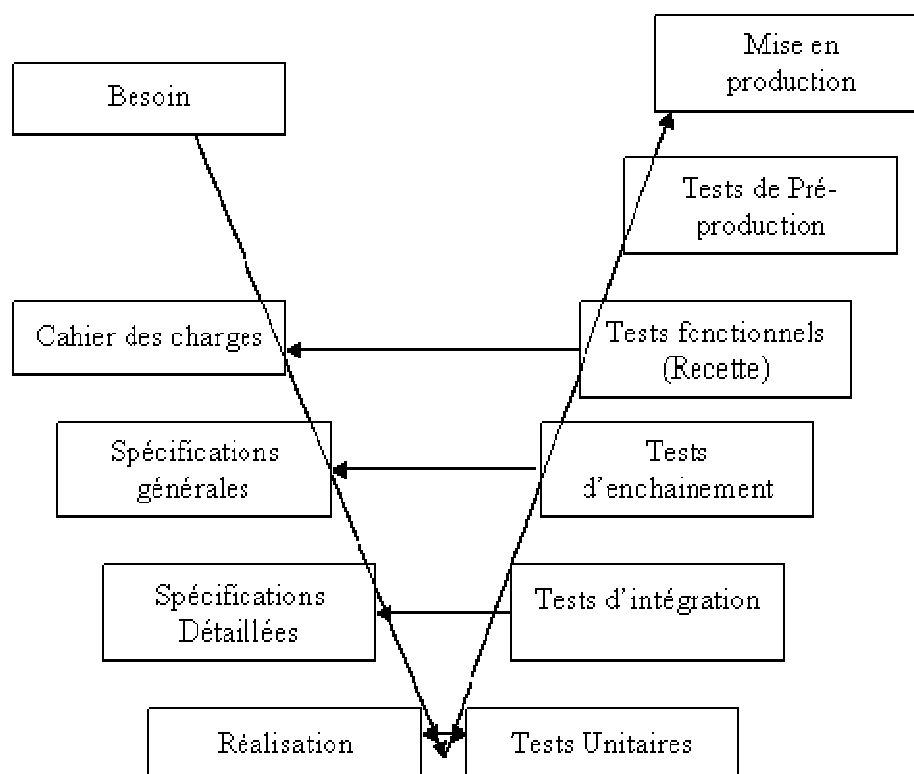 Mise en
production
Besoin
Tests de Pré-
production
Cahier des charges
Tests fonctionnels
(Recette)
Spécifications
générales
Tests
d'enchainement
Spécifications
Détaillées
Tests d'intégration
Réalisation
Tests Unitaires